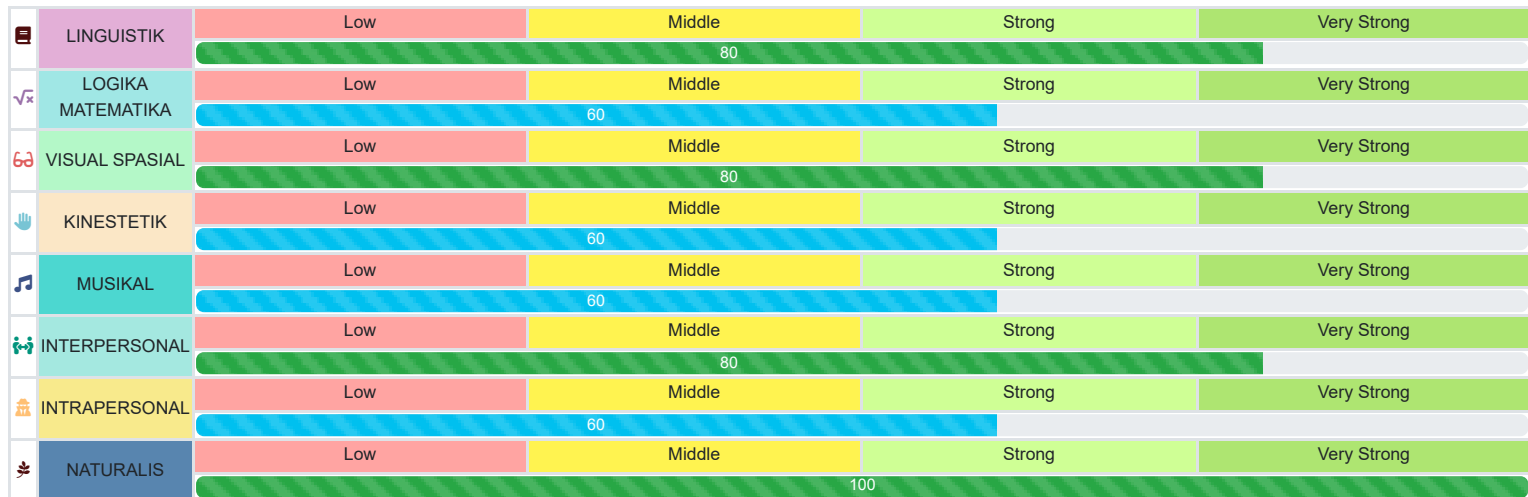 Low Middle Strong Very Strong
LINGUISTIK
80
Low Middle Strong Very Strong
LOGIKA
MATEMATIKA
60
Low Middle Strong Very Strong
VISUAL SPASIAL
80
Low Middle Strong Very Strong
KINESTETIK
60
Low Middle Strong Very Strong
MUSIKAL
60
Low Middle Strong Very Strong
INTERPERSONAL
80
Low Middle Strong Very Strong
INTRAPERSONAL
60
Low Middle Strong Very Strong
NATURALIS
100